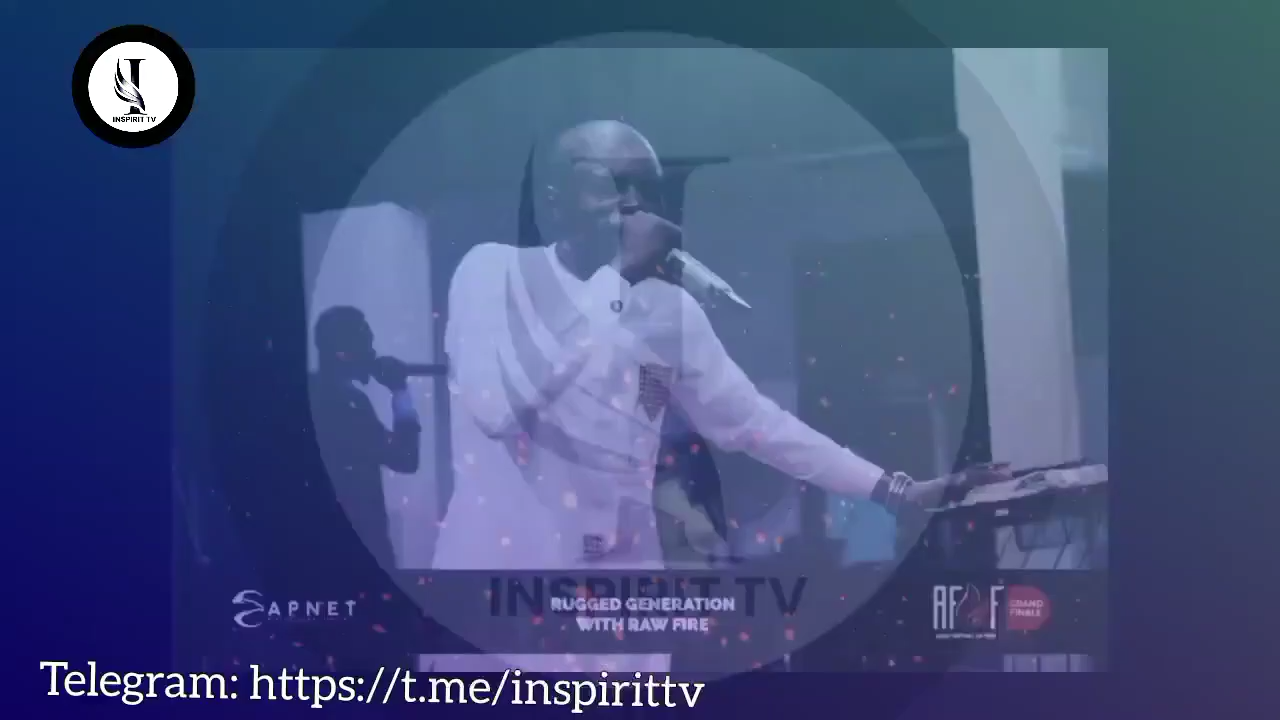 I
INSPIRIT TV
INSPIRIT TV
RUGGED GENERATION
WITH RAW FIRE
APNET
GRAND
FINALE
Telegram: https://t.me/inspirittv